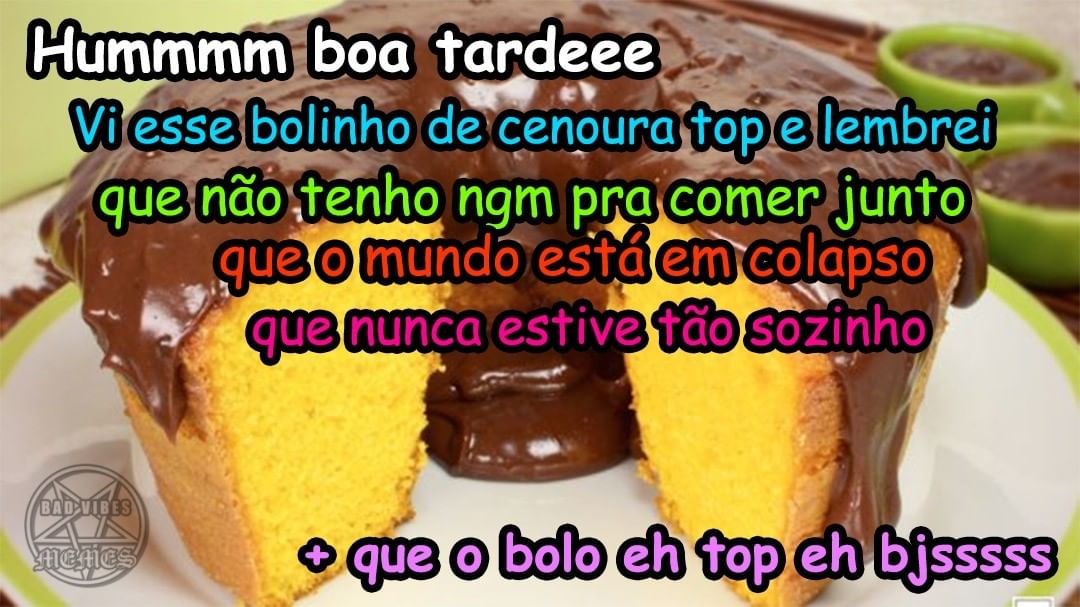 Hummmm boa tardeee
Vi esse bolinho de cenoura top e lembrei
que não tenho ngm pra comer junto
que o mundo está em colapso
que nunca estive tão sozinho
+ que o bolo eh top eh bjsssss
BAD VIBES
MEMES